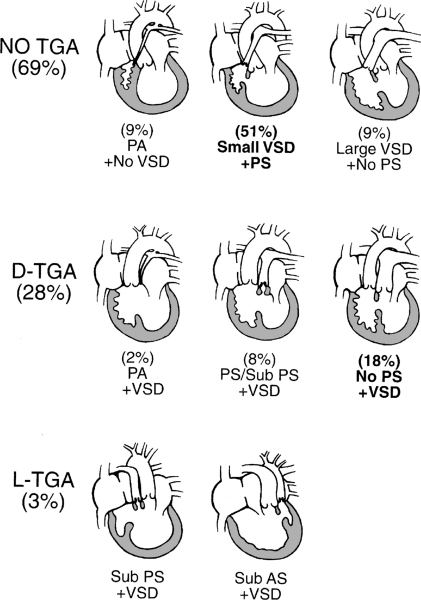 NO TGA
(69%)
(9%)
PA
+No VSD
(51%)
Small VSD
+PS
(9%)
Large VSD
+No PS
D-TGA
(28%)
(2%)
PA
+VSD
(8%)
PS/Sub PS
+VSD
(18%)
No PS
+VSD
L-TGA
(3%)
Sub PS
+VSD
Sub AS
+VSD